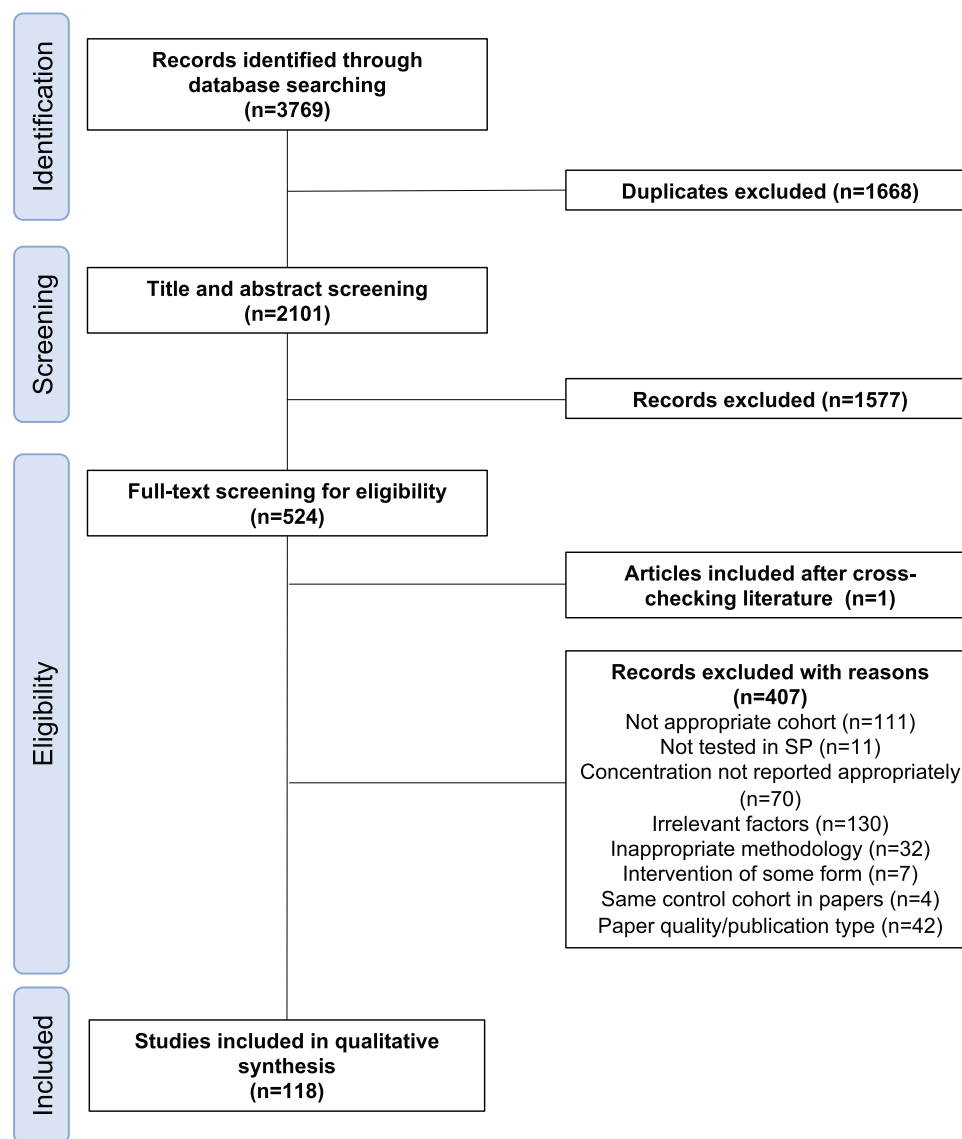 Identification
Records identified through
database searching
(n=3769)
Duplicates excluded (n=1668)
Screening
Title and abstract screening
(n=2101)
Records excluded (n=1577)
Eligibility
Full-text screening for eligibility
(n=524)
Articles included after cross-
checking literature (n=1)
Records excluded with reasons
(n=407)
Not appropriate cohort (n=111)
Not tested in SP (n=11)
Concentration not reported appropriately
(n=70)
Irrelevant factors (n=130)
Inappropriate methodology (n=32)
Intervention of some form (n=7)
Same control cohort in papers (n=4)
Paper quality/publication type (n=42)
Included
Studies included in qualitative
synthesis
(n=118)